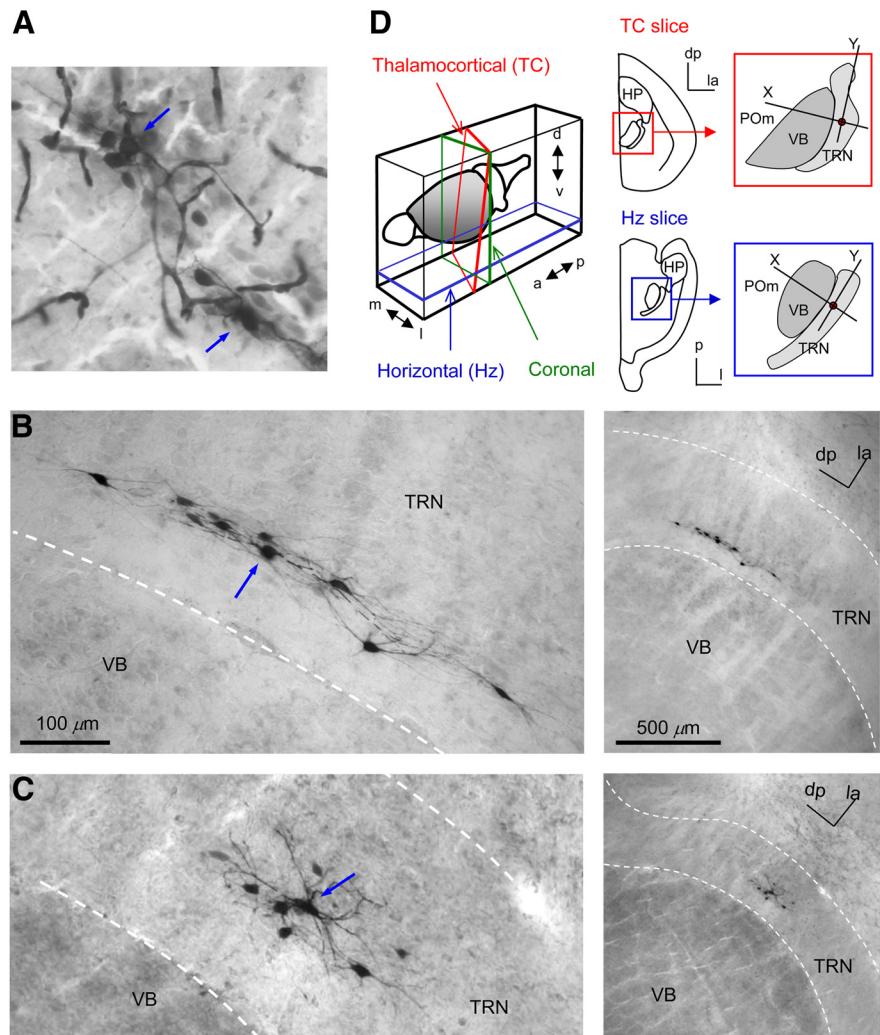 A
D
Thalamocortical (TC)
d
v
m
l
a
p
Horizontal (Hz)
Coronal
TC slice
dp
la
HP
Y
X
POm
VB
TRN
Hz slice
HP
p
l
Y
X
POm
VB
TRN
B
TRN
VB
100 μm
dp
la
TRN
VB
500 μm
C
VB
TRN
dp
la
TRN
VB